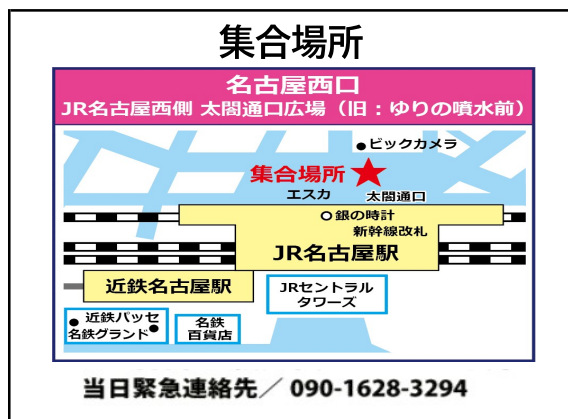 集合場所
名古屋西口
JR名古屋西側 太閤通口広場（旧：ゆりの噴水前）
ビックカメラ
集合場所
エスカ
太閤通口
銀の時計
新幹線改札
JR名古屋駅
近鉄名古屋駅
JRセントラル
タワーズ
近鉄パッセ
名鉄グランド
名鉄
百貨店
当日緊急連絡先／ 090-1628-3294